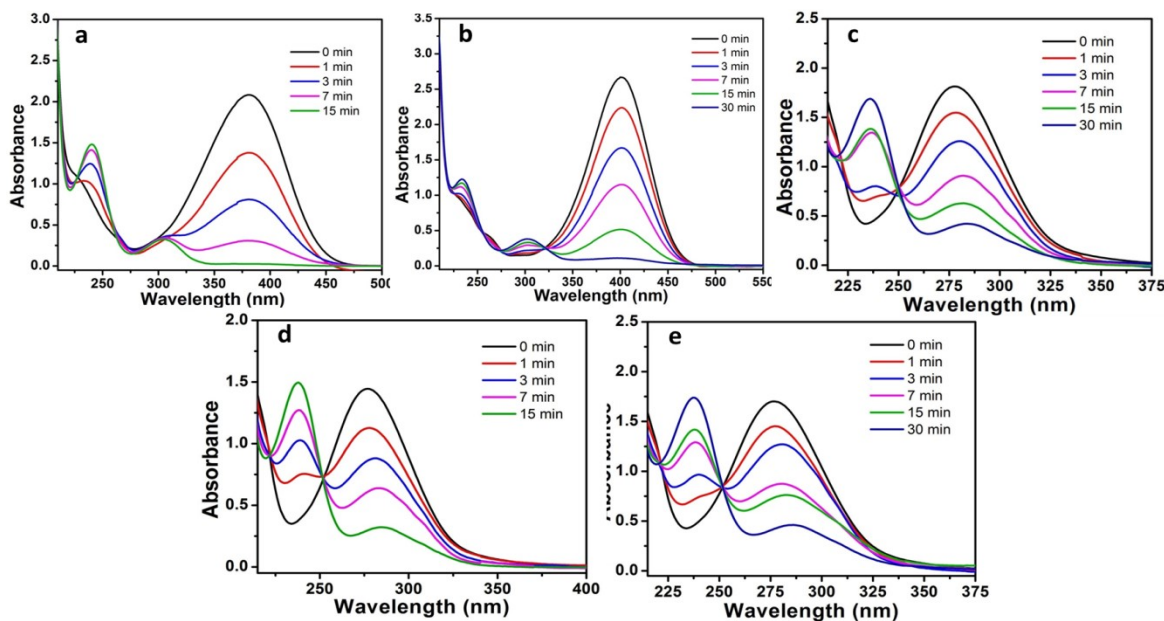 a
3.0
2.5
2.0
1.5
1.0
0.5
0.0
Absorbance
0 min
1 min
3 min
7 min
15 min
250 300 350 400 450 500
Wavelength (nm)
b
3.5
3.0
2.5
2.0
1.5
1.0
0.5
0.0
Absorbance
0 min
1 min
3 min
7 min
15 min
30 min
250 300 350 400 450 500 550
Wavelength (nm)
c
2.5
2.0
1.5
1.0
0.5
0.0
Absorbance
0 min
1 min
3 min
7 min
15 min
30 min
225 250 275 300 325 350 375
Wavelength (nm)
d
2.0
1.5
1.0
0.5
0.0
Absorbance
0 min
1 min
3 min
7 min
15 min
250 300 350 400
Wavelength (nm)
e
2.5
2.0
1.5
1.0
0.5
0.0
Absorbance
0 min
1 min
3 min
7 min
15 min
30 min
225 250 275 300 325 350 375
Wavelength (nm)